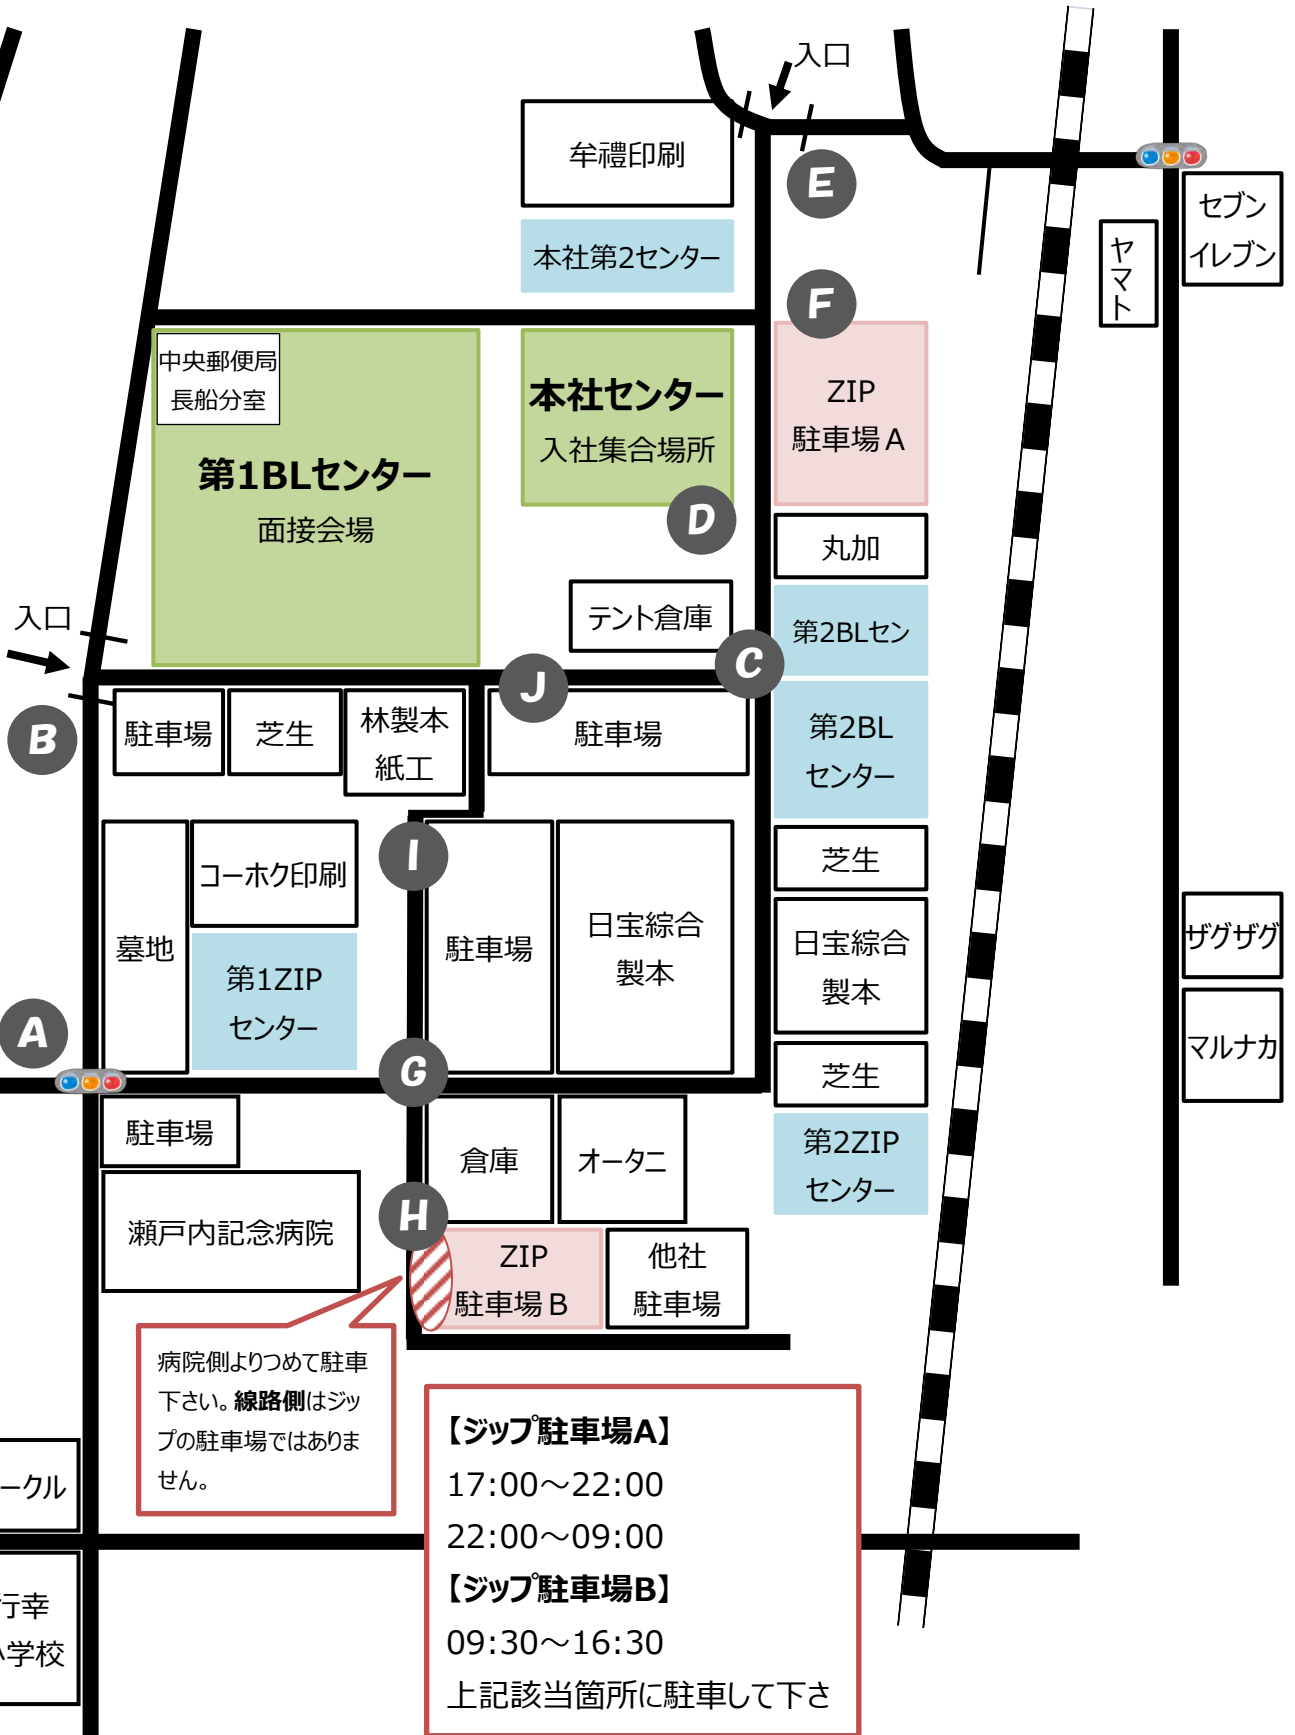 入口
牟禮印刷
E
セブン
イレブン
本社第2センター
ヤマト
F
中央郵便局
長船分室
本社センター
入社集合場所
ZIP
駐車場A
第1BLセンター
面接会場
D
丸加
入口
テント倉庫
第2BLセン
C
J
B
駐車場
芝生
林製本
紙工
駐車場
第2BL
センター
I
コーホク印刷
芝生
墓地
駐車場
日宝綜合
製本
日宝綜合
製本
ザグザグ
第1ZIP
センター
A
G
芝生
マルナカ
駐車場
倉庫
オータニ
第2ZIP
センター
H
瀬戸内記念病院
ZIP
駐車場B
他社
駐車場
病院側よりつめて駐車
下さい。線路側はジッ
プの駐車場ではありま
せん。
【ジップ駐車場A】
17:00～22:00
22:00～09:00
【ジップ駐車場B】
09:30～16:30
上記該当箇所に駐車して下さ
ークル
行幸
小学校